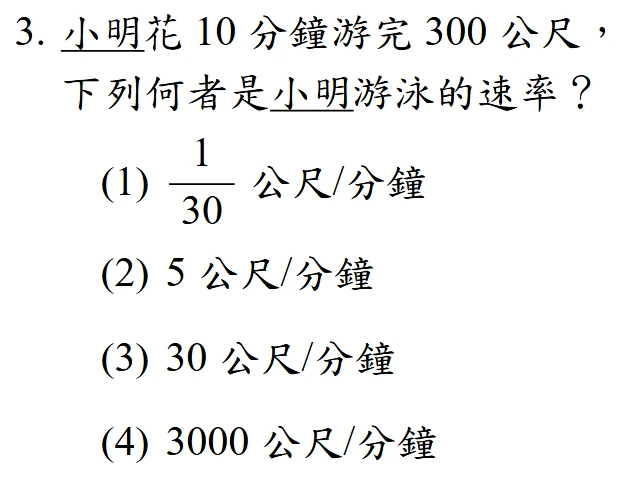 3. 小明花 10 分鐘游完 300 公尺，
下列何者是小明游泳的速率？
(1) 1/30 公尺/分鐘
(2) 5 公尺/分鐘
(3) 30 公尺/分鐘
(4) 3000 公尺/分鐘